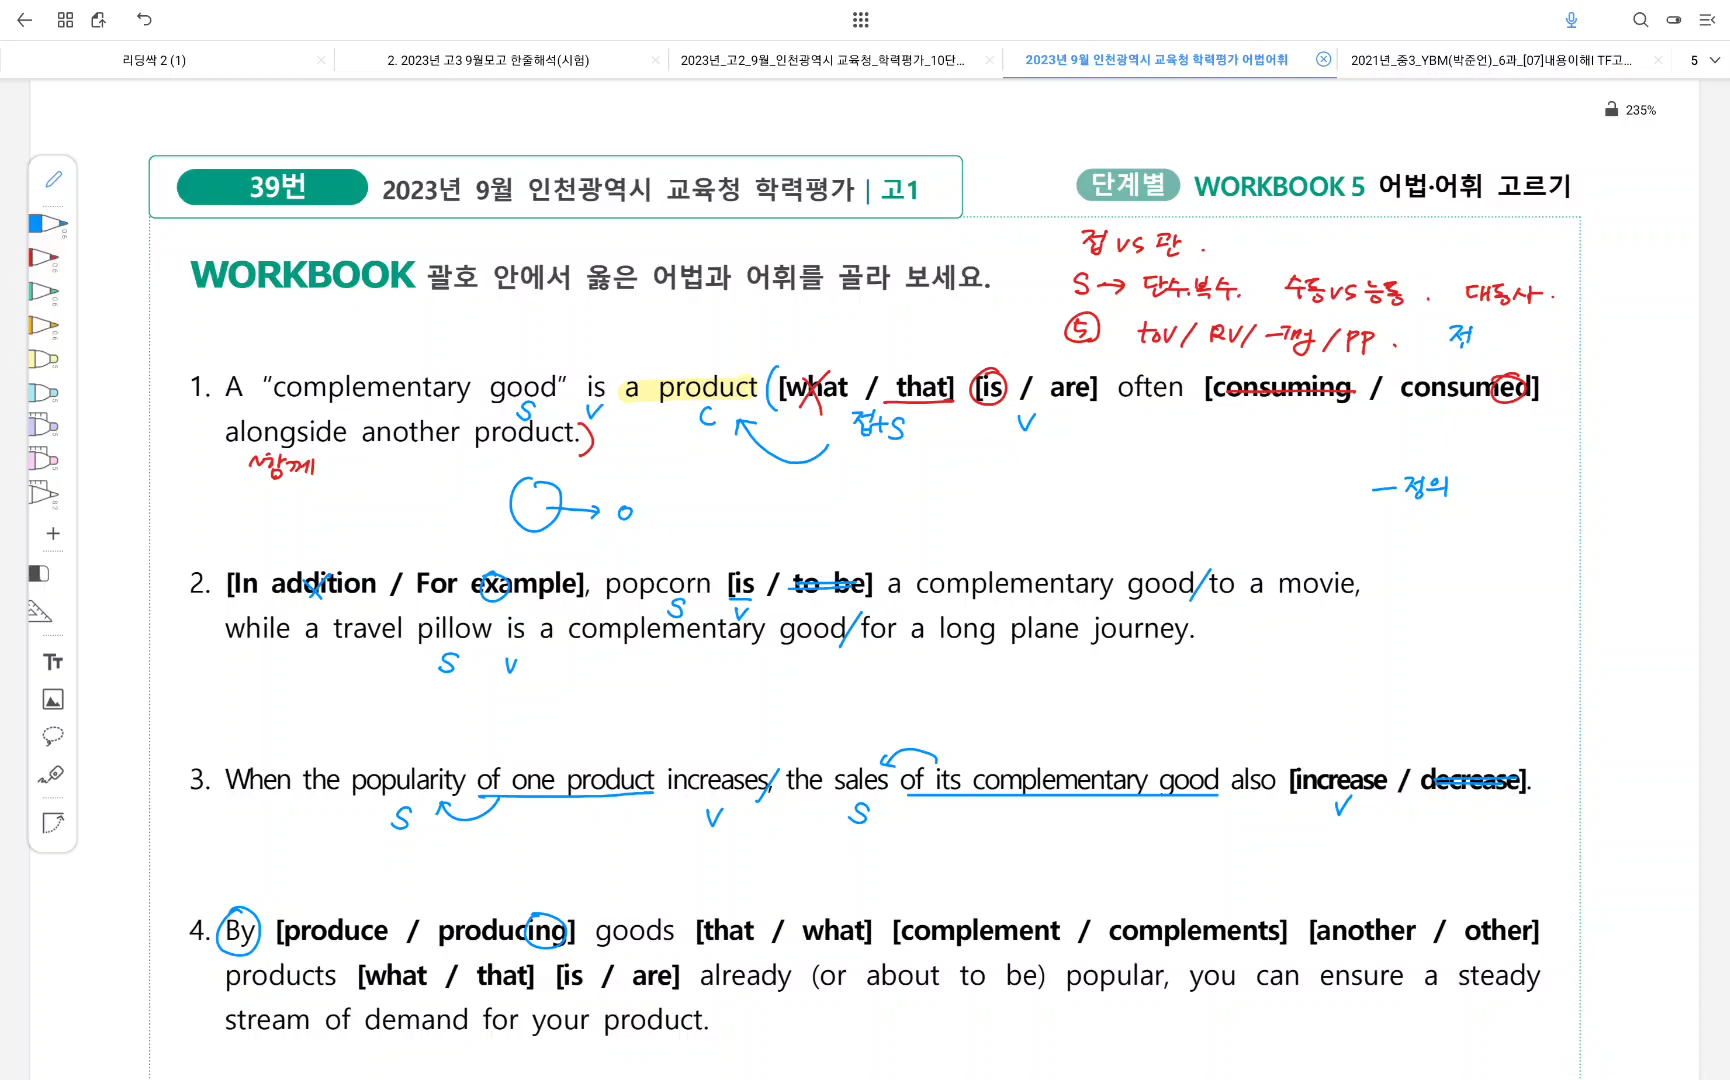 리딩싹 2 (1)
2. 2023년 고3 9월모고 한줄해석(시험)
2023년_고2_9월_인천광역시 교육청_학력평가_10단...
2023년 9월 인천광역시 교육청 학력평가 어법어휘
2021년_중3_YBM(박준언)_6과_[07]내용이해I TF고...
5
235%
39번 2023년 9월 인천광역시 교육청 학력평가 | 고1
단계별 WORKBOOK 5 어법·어휘 고르기
접 vs 관 .
WORKBOOK 괄호 안에서 옳은 어법과 어휘를 골라 보세요.
S → 단수.복수. 수동 vs 능동 . 대동사 .
toV / RV / -ing / PP . 접
1. A “complementary good” is a product [what / that] [is / are] often [consuming / consumed]
S V C 접+S V
alongside another product.
~함께
- 정의
2. [In addition / For example], popcorn [is / to be] a complementary good to a movie,
S V
while a travel pillow is a complementary good for a long plane journey.
S V
3. When the popularity of one product increases, the sales of its complementary good also [increase / decrease].
S V S V
4. By [produce / producing] goods [that / what] [complement / complements] [another / other]
products [what / that] [is / are] already (or about to be) popular, you can ensure a steady
stream of demand for your product.